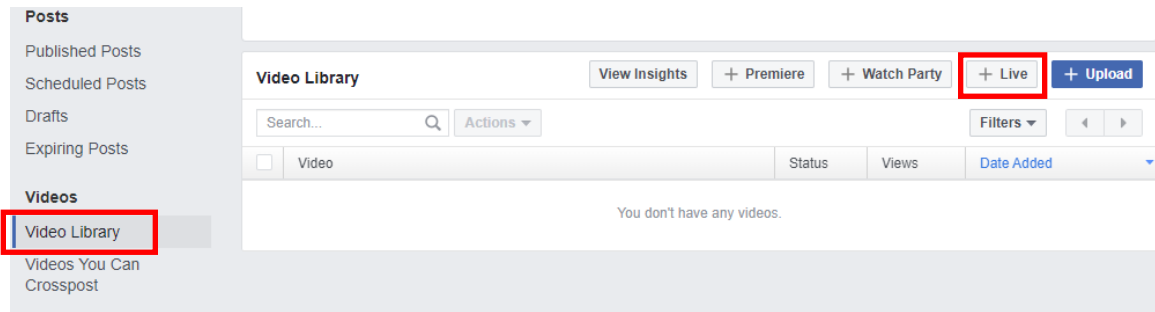 Posts
Published Posts
Scheduled Posts
Drafts
Expiring Posts
Videos
Video Library
Videos You Can
Crosspost
Video Library
View Insights
+ Premiere
+ Watch Party
+ Live
+ Upload
Search...
Actions
Filters
Video
Status
Views
Date Added
You don't have any videos.